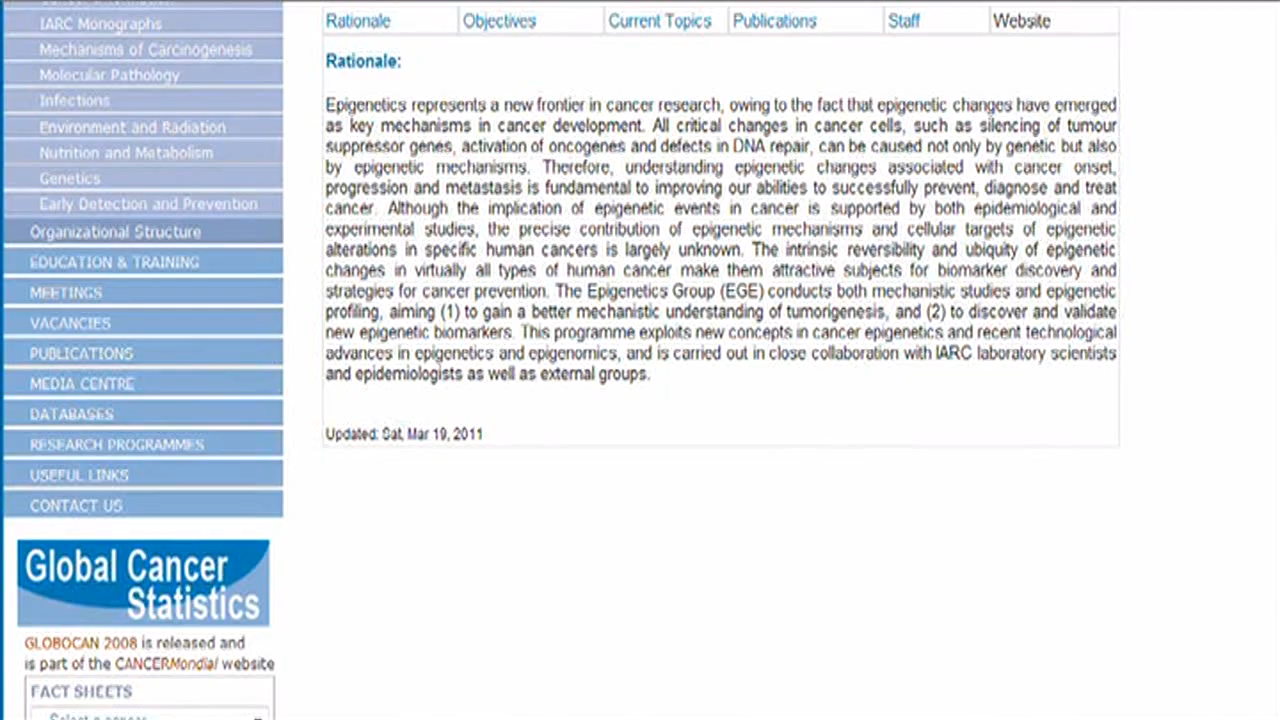 IARC Monographs
Mechanisms of Carcinogenesis
Molecular Pathology
Infections
Environment and Radiation
Nutrition and Metabolism
Genetics
Early Detection and Prevention
Organizational Structure
EDUCATION & TRAINING
MEETINGS
VACANCIES
PUBLICATIONS
MEDIA CENTRE
DATABASES
RESEARCH PROGRAMMES
USEFUL LINKS
CONTACT US
Global Cancer
Statistics
GLOBOCAN 2008 is released and
is part of the CANCERMondial website
FACT SHEETS
Rationale Objectives Current Topics Publications Staff Website
Rationale:
Epigenetics represents a new frontier in cancer research, owing to the fact that epigenetic changes have emerged
as key mechanisms in cancer development. All critical changes in cancer cells, such as silencing of tumour
suppressor genes, activation of oncogenes and defects in DNA repair, can be caused not only by genetic but also
by epigenetic mechanisms. Therefore, understanding epigenetic changes associated with cancer onset,
progression and metastasis is fundamental to improving our abilities to successfully prevent, diagnose and treat
cancer. Although the implication of epigenetic events in cancer is supported by both epidemiological and
experimental studies, the precise contribution of epigenetic mechanisms and cellular targets of epigenetic
alterations in specific human cancers is largely unknown. The intrinsic reversibility and ubiquity of epigenetic
changes in virtually all types of human cancer make them attractive subjects for biomarker discovery and
strategies for cancer prevention. The Epigenetics Group (EGE) conducts both mechanistic studies and epigenetic
profiling, aiming (1) to gain a better mechanistic understanding of tumorigenesis, and (2) to discover and validate
new epigenetic biomarkers. This programme exploits new concepts in cancer epigenetics and recent technological
advances in epigenetics and epigenomics, and is carried out in close collaboration with IARC laboratory scientists
and epidemiologists as well as external groups.
Updated: Sat, Mar 19, 2011